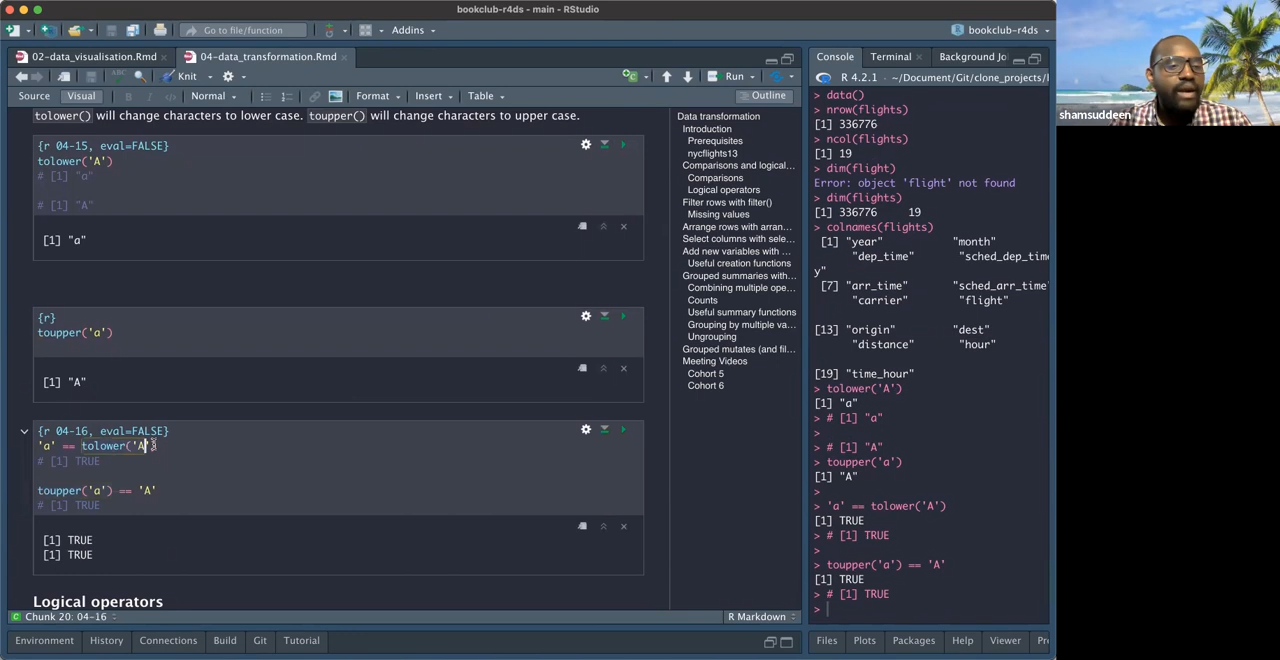 bookclub-r4ds - main - RStudio
Go to file/function
Addins
bookclub-r4ds
02-data_visualisation.Rmd
04-data_transformation.Rmd
Knit
Run
Source
Visual
Normal
Format
Insert
Table
Outline
tolower() will change characters to lower case. toupper() will change characters to upper case.
{r 04-15, eval=FALSE}
tolower('A')
# [1] "a"
# [1] "A"
[1] "a"
{r}
toupper('a')
[1] "A"
{r 04-16, eval=FALSE}
'a' == tolower('A')
# [1] TRUE
toupper('a') == 'A'
# [1] TRUE
[1] TRUE
[1] TRUE
Logical operators
Chunk 20: 04-16
R Markdown
Environment
History
Connections
Build
Git
Tutorial
Data transformation
Introduction
Prerequisites
nycflights13
Comparisons and logical...
Comparisons
Logical operators
Filter rows with filter()
Missing values
Arrange rows with arran...
Select columns with sele...
Add new variables with ...
Useful creation functions
Grouped summaries with...
Combining multiple ope...
Counts
Useful summary functions
Grouping by multiple va...
Ungrouping
Grouped mutates (and fil...
Meeting Videos
Cohort 5
Cohort 6
Console
Terminal
Background Jo
R 4.2.1 · ~/Document/Git/clone_projects/
> data()
> nrow(flights)
[1] 336776
> ncol(flights)
[1] 19
> dim(flight)
Error: object 'flight' not found
> dim(flights)
[1] 336776 19
> colnames(flights)
[1] "year" "month"
"dep_time" "sched_dep_tim
y"
[7] "arr_time" "sched_arr_time"
"carrier" "flight"
[13] "origin" "dest"
"distance" "hour"
[19] "time_hour"
> tolower('A')
[1] "a"
> # [1] "a"
>
> # [1] "A"
> toupper('a')
[1] "A"
>
> 'a' == tolower('A')
[1] TRUE
> # [1] TRUE
>
> toupper('a') == 'A'
[1] TRUE
> # [1] TRUE
>
Files
Plots
Packages
Help
Viewer
Pr
shamsuddeen